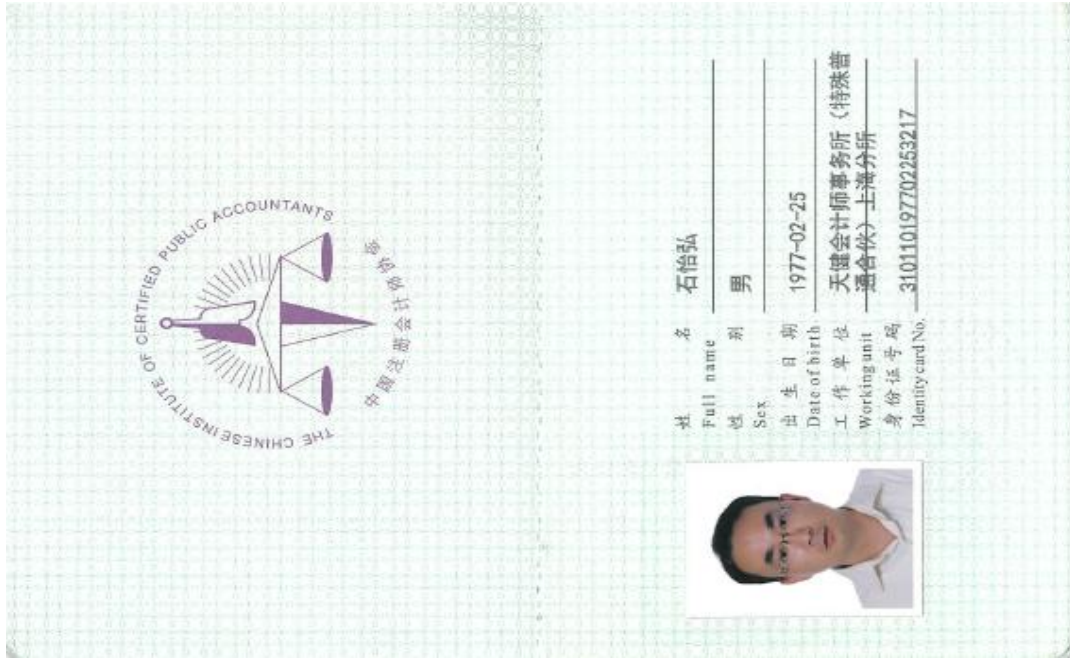 THE CHINESE INSTITUTE OF CERTIFIED PUBLIC ACCOUNTANTS
中国注册会计师协会
姓 名 石怡弘
Full name
性 别 男
Sex
出 生 日 期 1977-02-25
Date of birth
工 作 单 位 天健会计师事务所（特殊普
Working unit 通合伙）上海分所
身 份 证 号 码 310110197702253217
Identity card No.